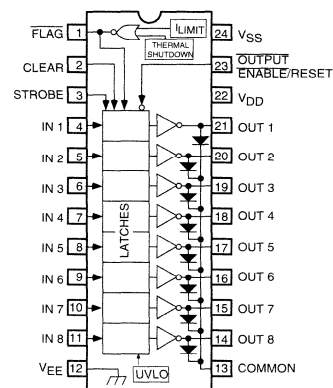 FLAG 1 ILIMIT 24 VSS
THERMAL SHUTDOWN
CLEAR 2 23 OUTPUT ENABLE/RESET
STROBE 3 22 VDD
IN 1 4 21 OUT 1
IN 2 5 20 OUT 2
IN 3 6 19 OUT 3
IN 4 7 18 OUT 4
LATCHES
IN 5 8 17 OUT 5
IN 6 9 16 OUT 6
IN 7 10 15 OUT 7
IN 8 11 14 OUT 8
VEE 12 UVLO 13 COMMON